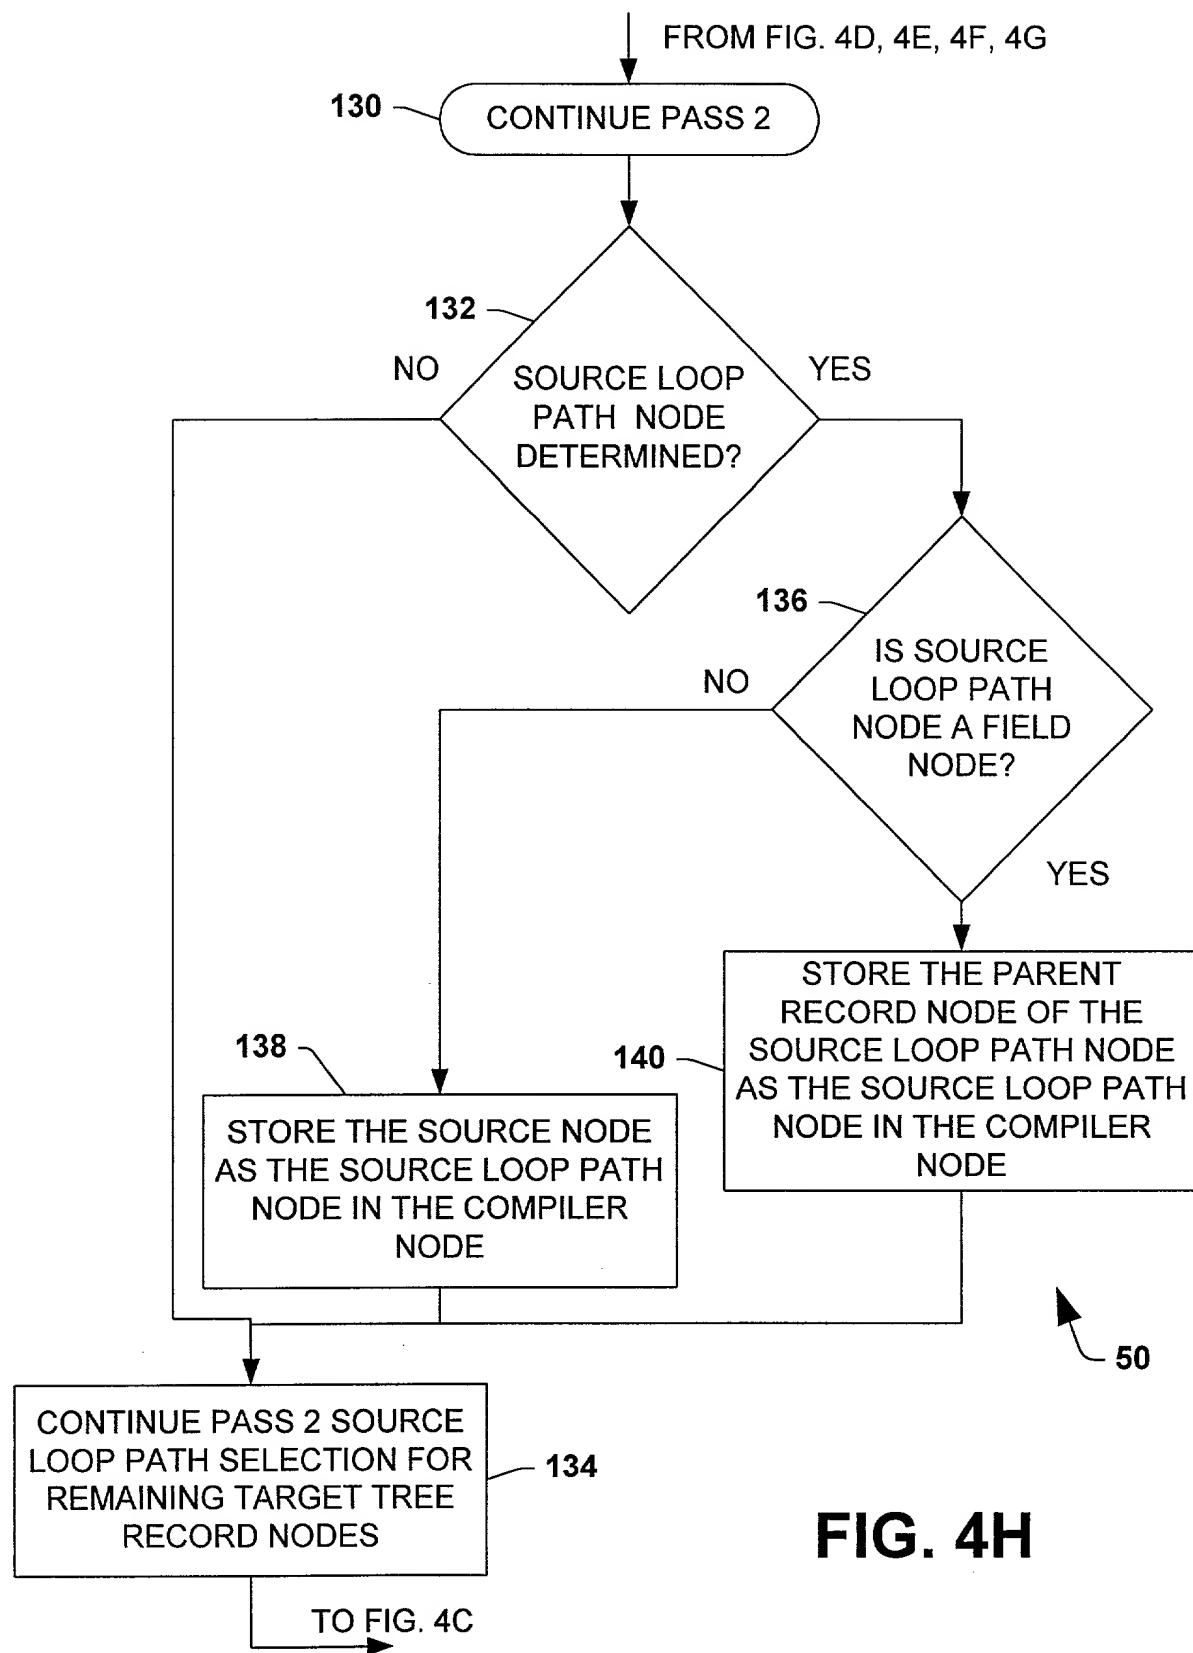 FROM FIG. 4D, 4E, 4F, 4G
130
CONTINUE PASS 2
132
NO
YES
SOURCE LOOP
PATH NODE
DETERMINED?
136
NO
IS SOURCE
LOOP PATH
NODE A FIELD
NODE?
YES
138
STORE THE SOURCE NODE
AS THE SOURCE LOOP PATH
NODE IN THE COMPILER
NODE
140
STORE THE PARENT
RECORD NODE OF THE
SOURCE LOOP PATH NODE
AS THE SOURCE LOOP PATH
NODE IN THE COMPILER
NODE
50
CONTINUE PASS 2 SOURCE
LOOP PATH SELECTION FOR
REMAINING TARGET TREE
RECORD NODES
134
FIG. 4H
TO FIG. 4C